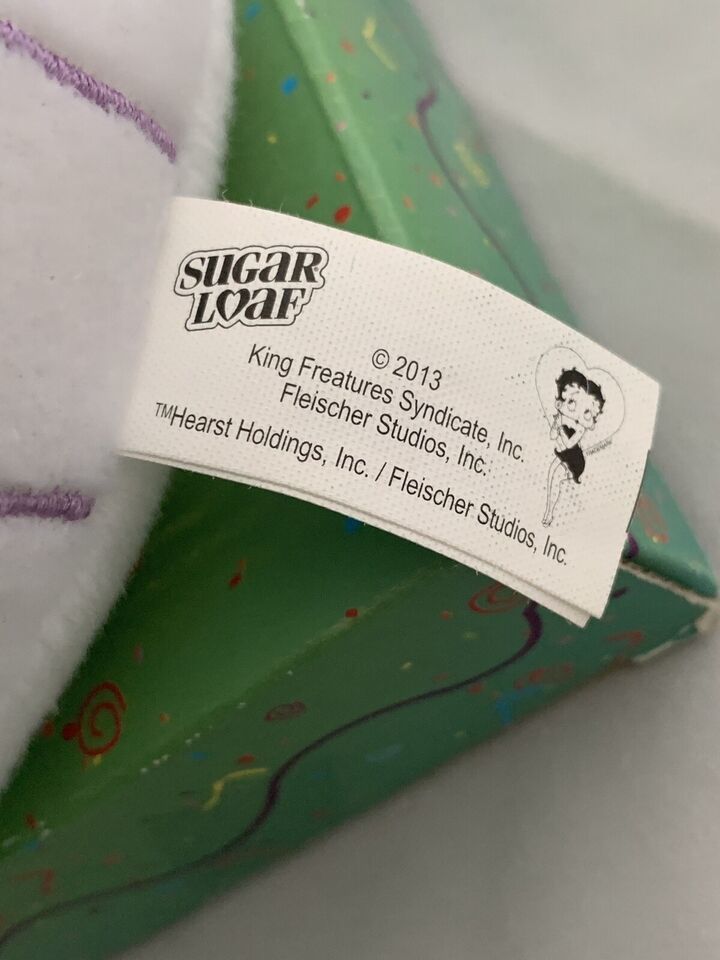 SUGAR®
LOAF
© 2013
King Freatures Syndicate, Inc.
Fleischer Studios, Inc.
™Hearst Holdings, Inc. / Fleischer Studios, Inc.